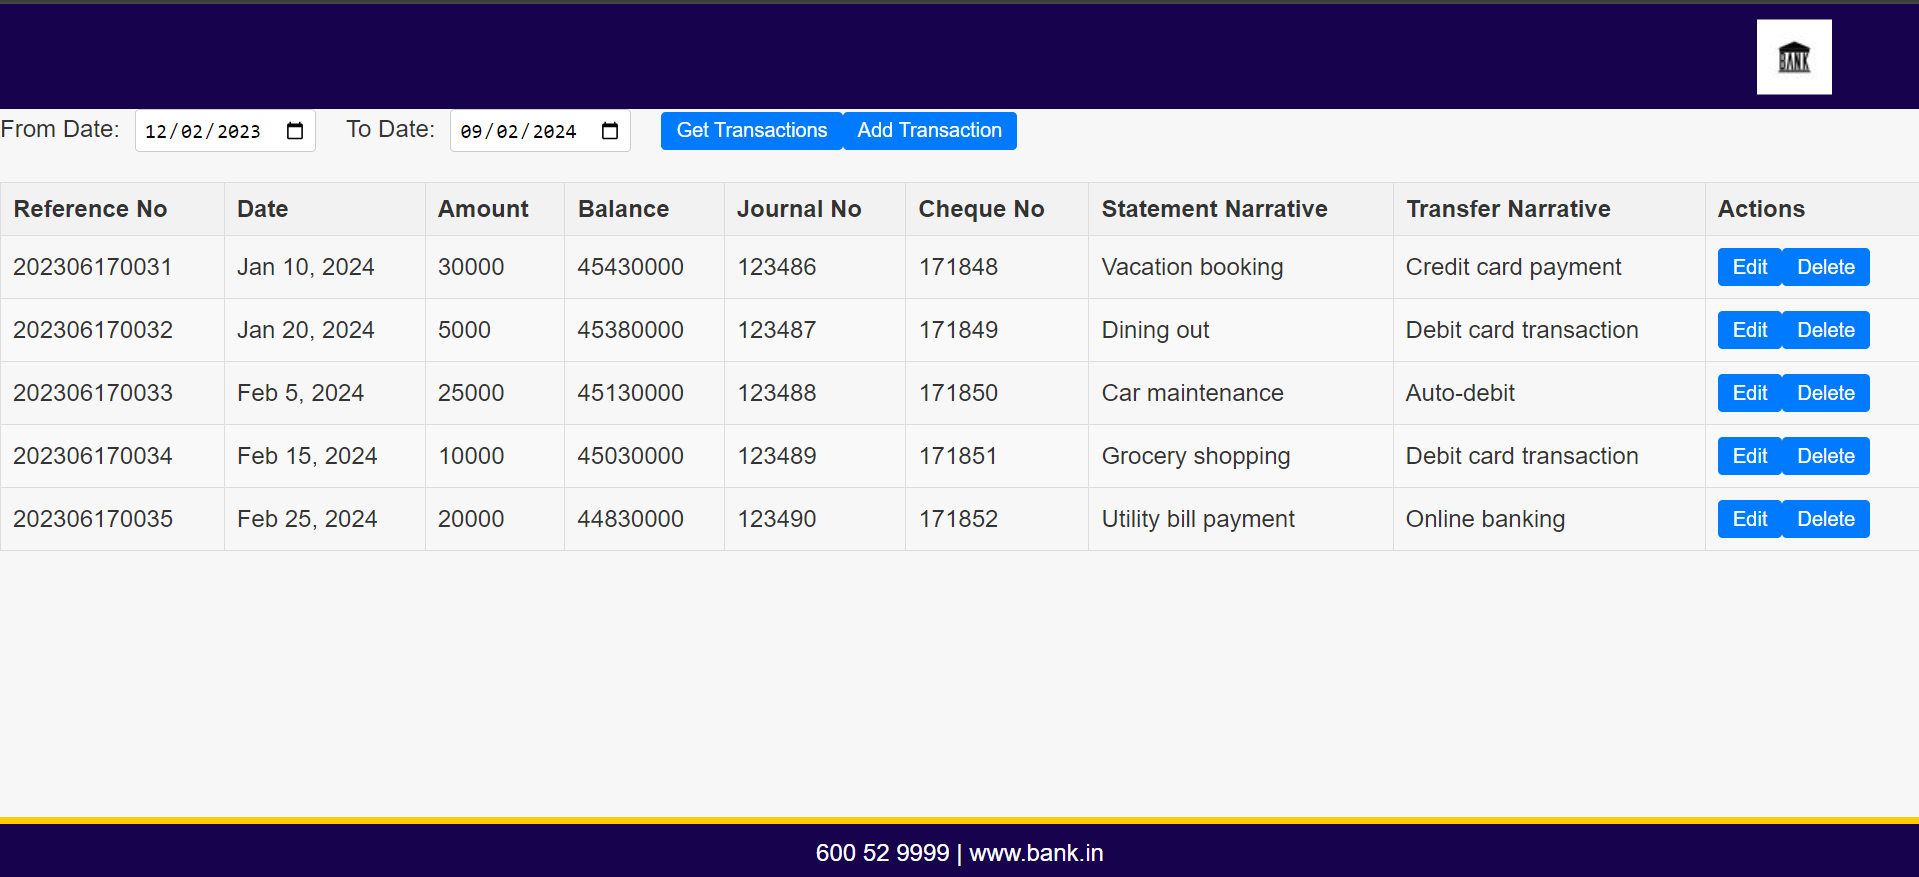 BANK
From Date: 12/02/2023 To Date: 09/02/2024 Get Transactions Add Transaction
Reference No Date Amount Balance Journal No Cheque No Statement Narrative Transfer Narrative Actions
202306170031 Jan 10, 2024 30000 45430000 123486 171848 Vacation booking Credit card payment Edit Delete
202306170032 Jan 20, 2024 5000 45380000 123487 171849 Dining out Debit card transaction Edit Delete
202306170033 Feb 5, 2024 25000 45130000 123488 171850 Car maintenance Auto-debit Edit Delete
202306170034 Feb 15, 2024 10000 45030000 123489 171851 Grocery shopping Debit card transaction Edit Delete
202306170035 Feb 25, 2024 20000 44830000 123490 171852 Utility bill payment Online banking Edit Delete
600 52 9999 | www.bank.in